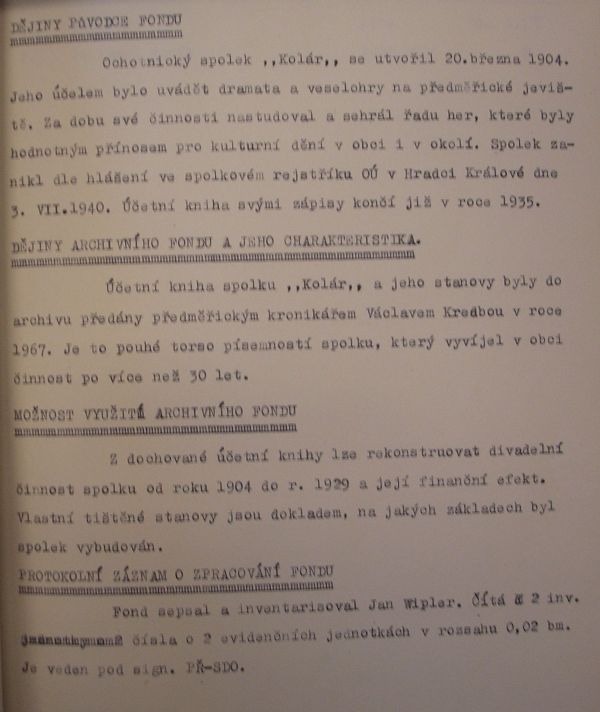 DĚJINY PŮVODCE FONDU
Ochotnický spolek ,,Kolár,, se utvořil 20.března 1904.
Jeho účelem bylo uvádět dramata a veselohry na předměřické jeviš-
tě. Za dobu své činnosti nastudoval a sehrál řadu her, které byly
hodnotným přínosem pro kulturní dění v obci i v okolí. Spolek za-
nikl dle hlášení ve spolkovém rejstříku OÚ v Hradci Králové dne
3. VII.1940. Účetní kniha svými zápisy končí již v roce 1935.
DĚJINY ARCHIVNÍHO FONDU A JEHO CHARAKTERISTIKA.
Účetní kniha spolku ,,Kolár,, a jeho stanovy byly do
archivu předány předměřickým kronikářem Václavem Kredbou v roce
1967. Je to pouhé torso písemností spolku, který vyvíjel v obci
činnost po více než 30 let.
MOŽNOST VYUŽITÍ ARCHIVNÍHO FONDU
Z dochované účetní knihy lze rekonstruovat divadelní
činnost spolku od roku 1904 do r. 1929 a její finanční efekt.
Vlastní tištěné stanovy jsou dokladem, na jakých základech byl
spolek vybudován.
PROTOKOLNÍ ZÁZNAM O ZPRACOVÁNÍ FONDU
Fond sepsal a inventarisoval Jan Wipler. Čítá 2 inv.
čísla o 2 evidenčních jednotkách v rozsahu 0,02 bm.
Je veden pod sign. PŘ-SDO.